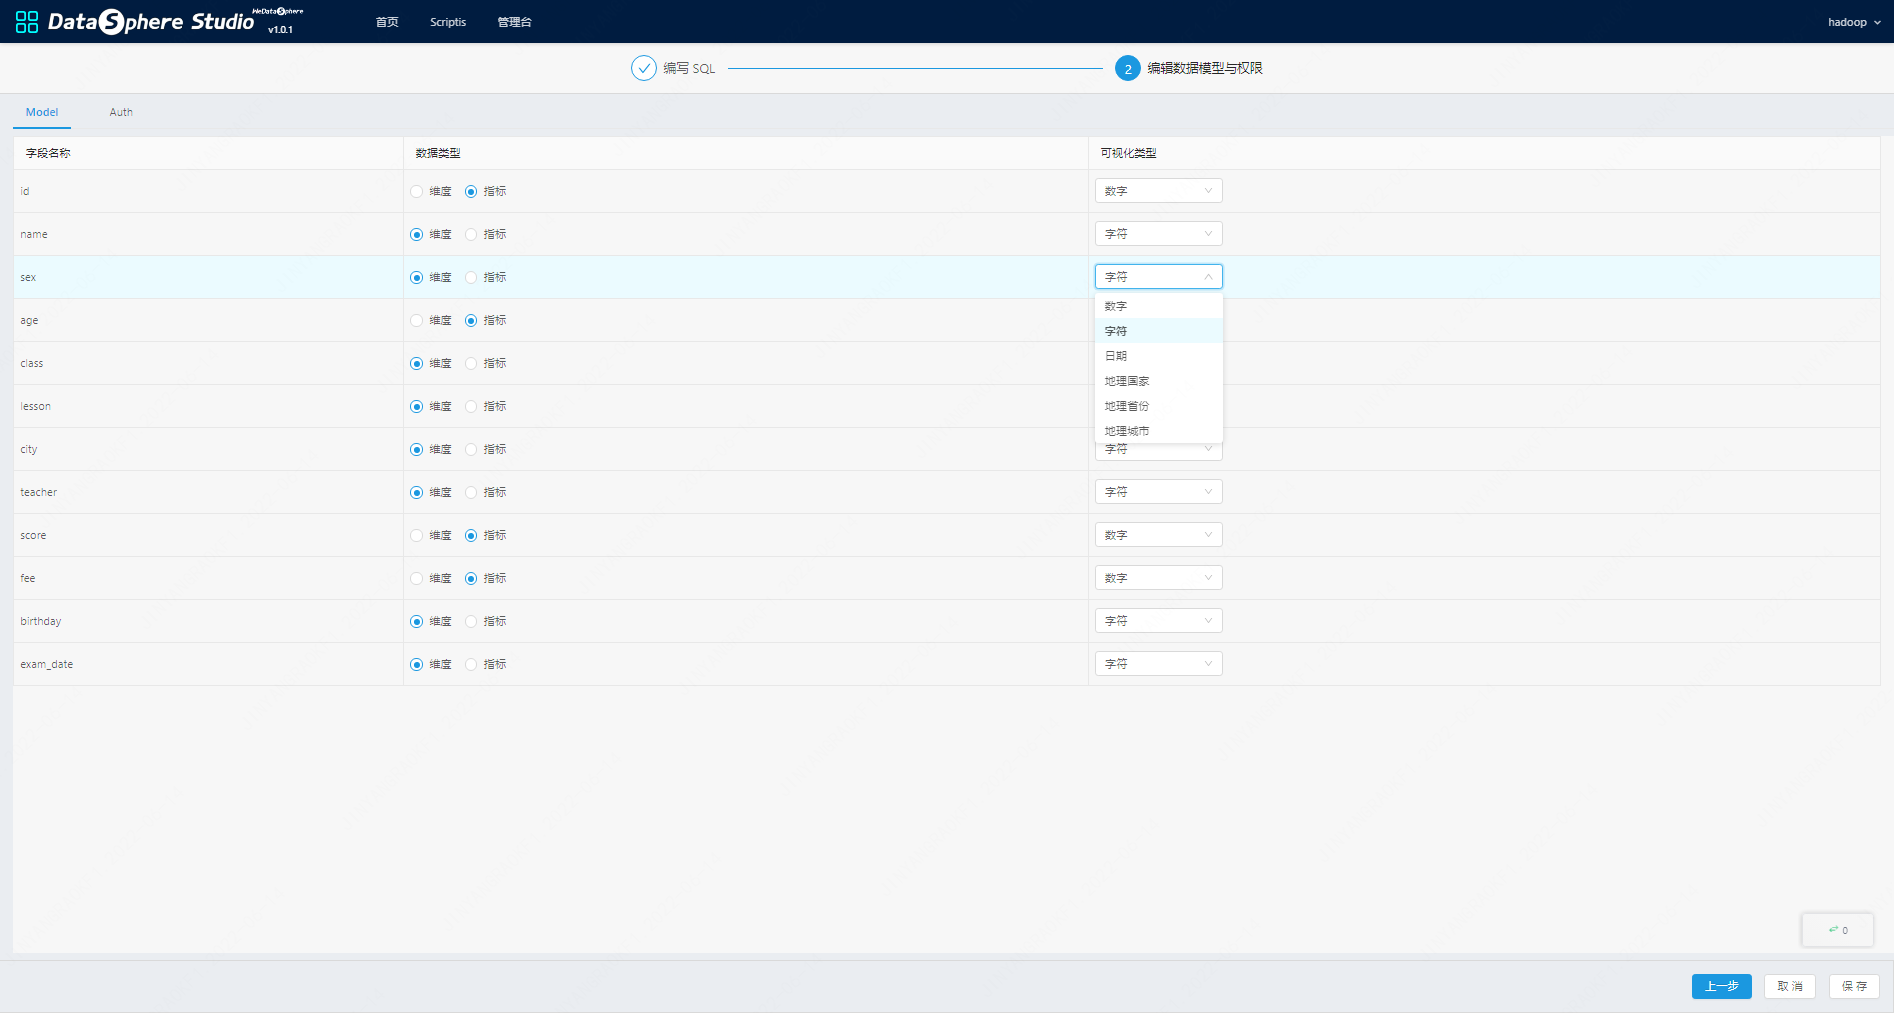 WeDataSphere
DataSphere Studio v1.0.1 首页 Scriptis 管理台 hadoop
编写 SQL 2 编辑数据模型与权限
Model Auth
字段名称 数据类型 可视化类型
id 维度 指标 数字
name 维度 指标 字符
sex 维度 指标 字符
数字
age 维度 指标
字符
日期
class 维度 指标
地理国家
lesson 维度 指标 地理省份
地理城市
city 维度 指标 字符
teacher 维度 指标 字符
score 维度 指标 数字
fee 维度 指标 数字
birthday 维度 指标 字符
exam_date 维度 指标 字符
0
上一步 取 消 保 存